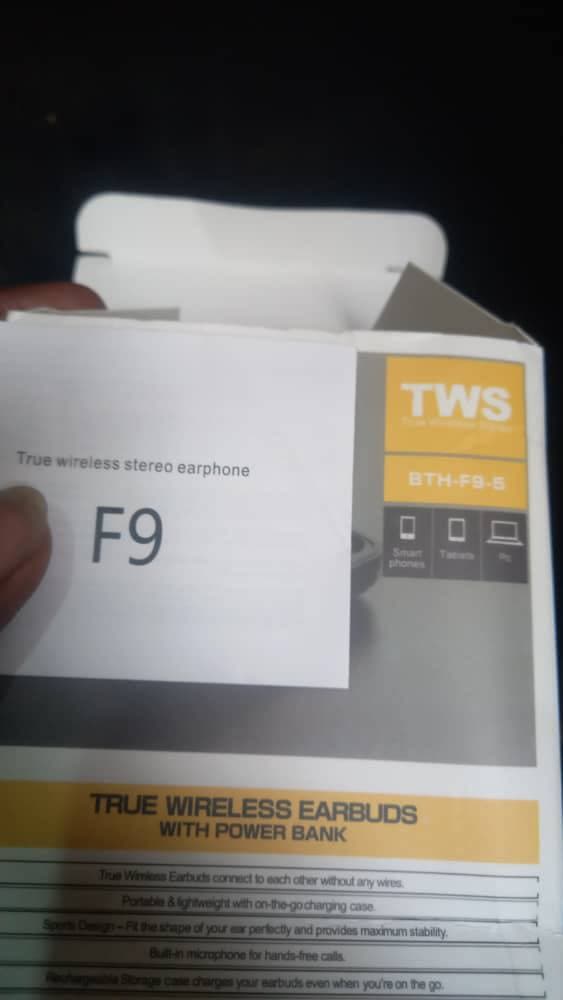 True wireless stereo earphone
F9
TWS
True Wireless Stereo
BTH-F9-5
Smart phones
Tablets
PC
TRUE WIRELESS EARBUDS
WITH POWER BANK
True Wireless Earbuds connect to each other without any wires.
Portable & lightweight with on-the-go charging case.
Sports Design – Fit the shape of your ear perfectly and provides maximum stability.
Built-in microphone for hands-free calls.
Rechargeable Storage case charges your earbuds even when you're on the go.